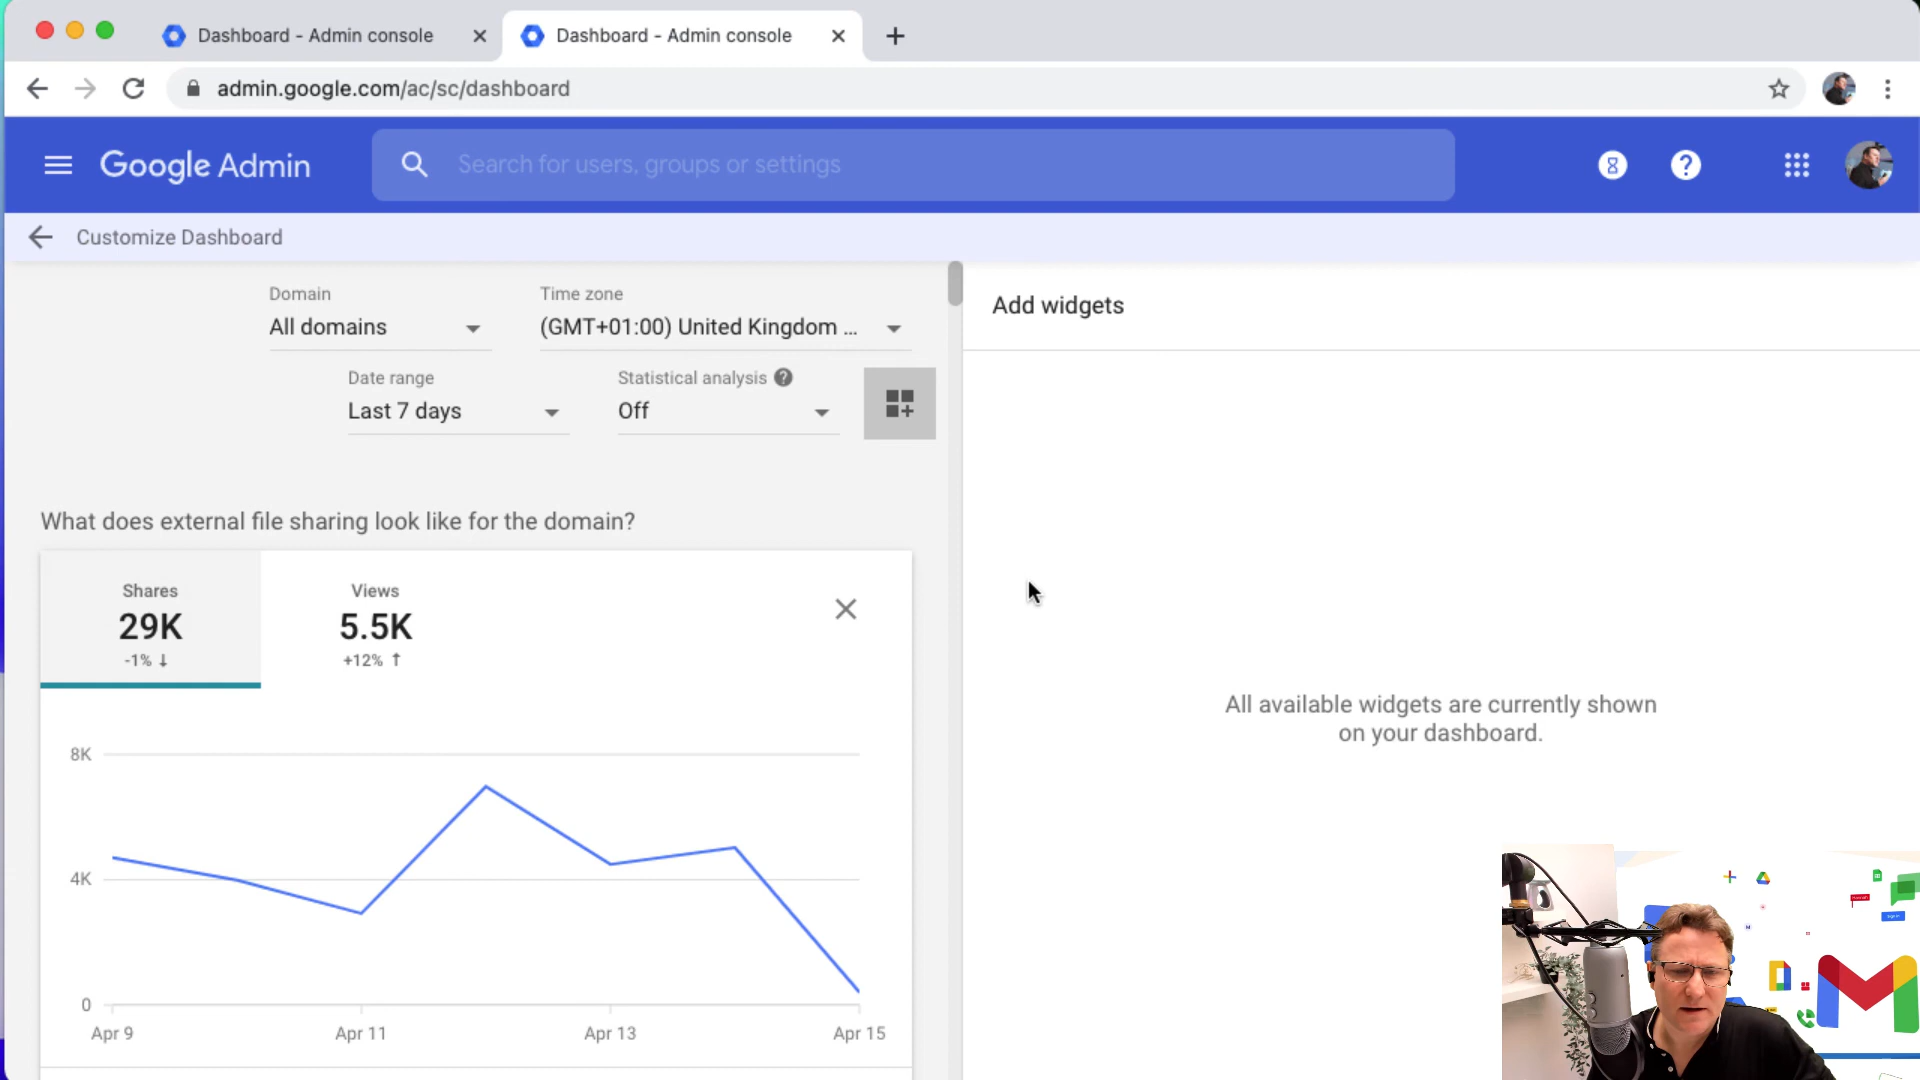 Dashboard - Admin console
Dashboard - Admin console
admin.google.com/ac/sc/dashboard
Google Admin
Search for users, groups or settings
Customize Dashboard
Domain
All domains
Time zone
(GMT+01:00) United Kingdom ...
Date range
Last 7 days
Statistical analysis
Off
Add widgets
What does external file sharing look like for the domain?
Shares
29K
-1%
Views
5.5K
+12%
8K
4K
0
Apr 9
Apr 11
Apr 13
Apr 15
All available widgets are currently shown
on your dashboard.